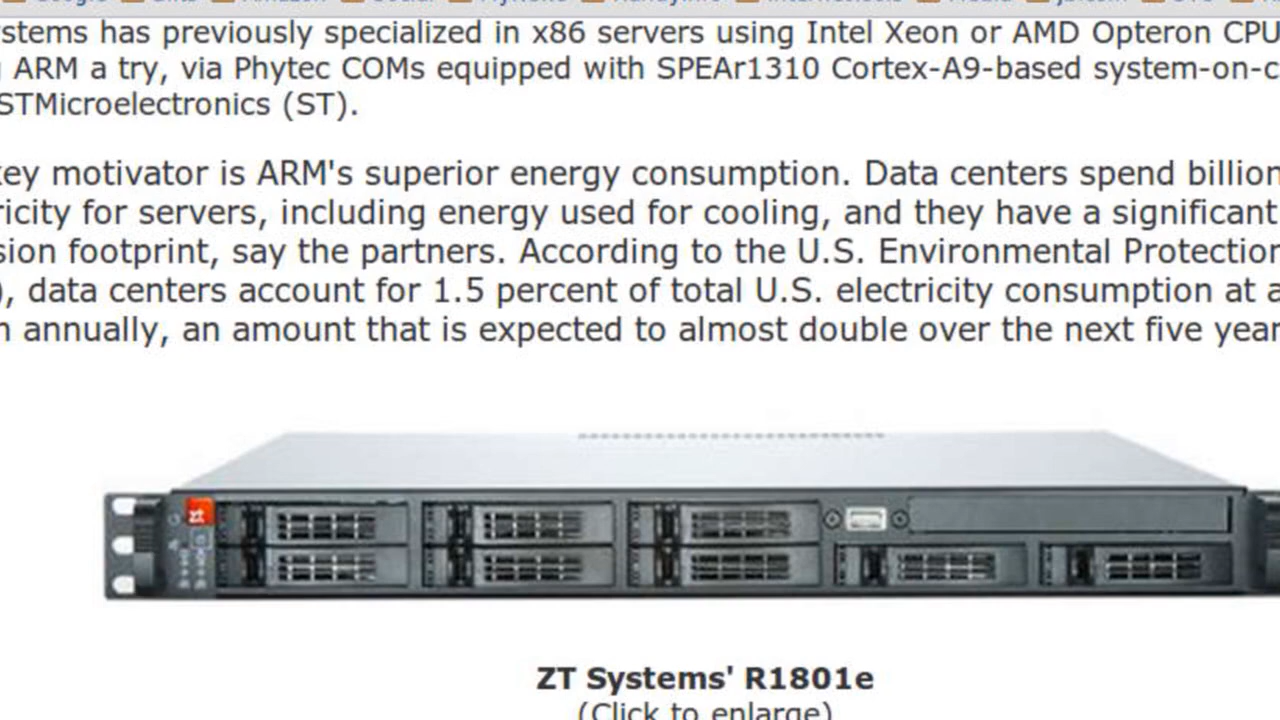 stems has previously specialized in x86 servers using Intel Xeon or AMD Opteron CPU
ARM a try, via Phytec COMs equipped with SPEAr1310 Cortex-A9-based system-on-c
STMicroelectronics (ST).
key motivator is ARM's superior energy consumption. Data centers spend billion
ricity for servers, including energy used for cooling, and they have a significant
sion footprint, say the partners. According to the U.S. Environmental Protection
), data centers account for 1.5 percent of total U.S. electricity consumption at a
n annually, an amount that is expected to almost double over the next five year
zt
ZT Systems' R1801e
(Click to enlarge)